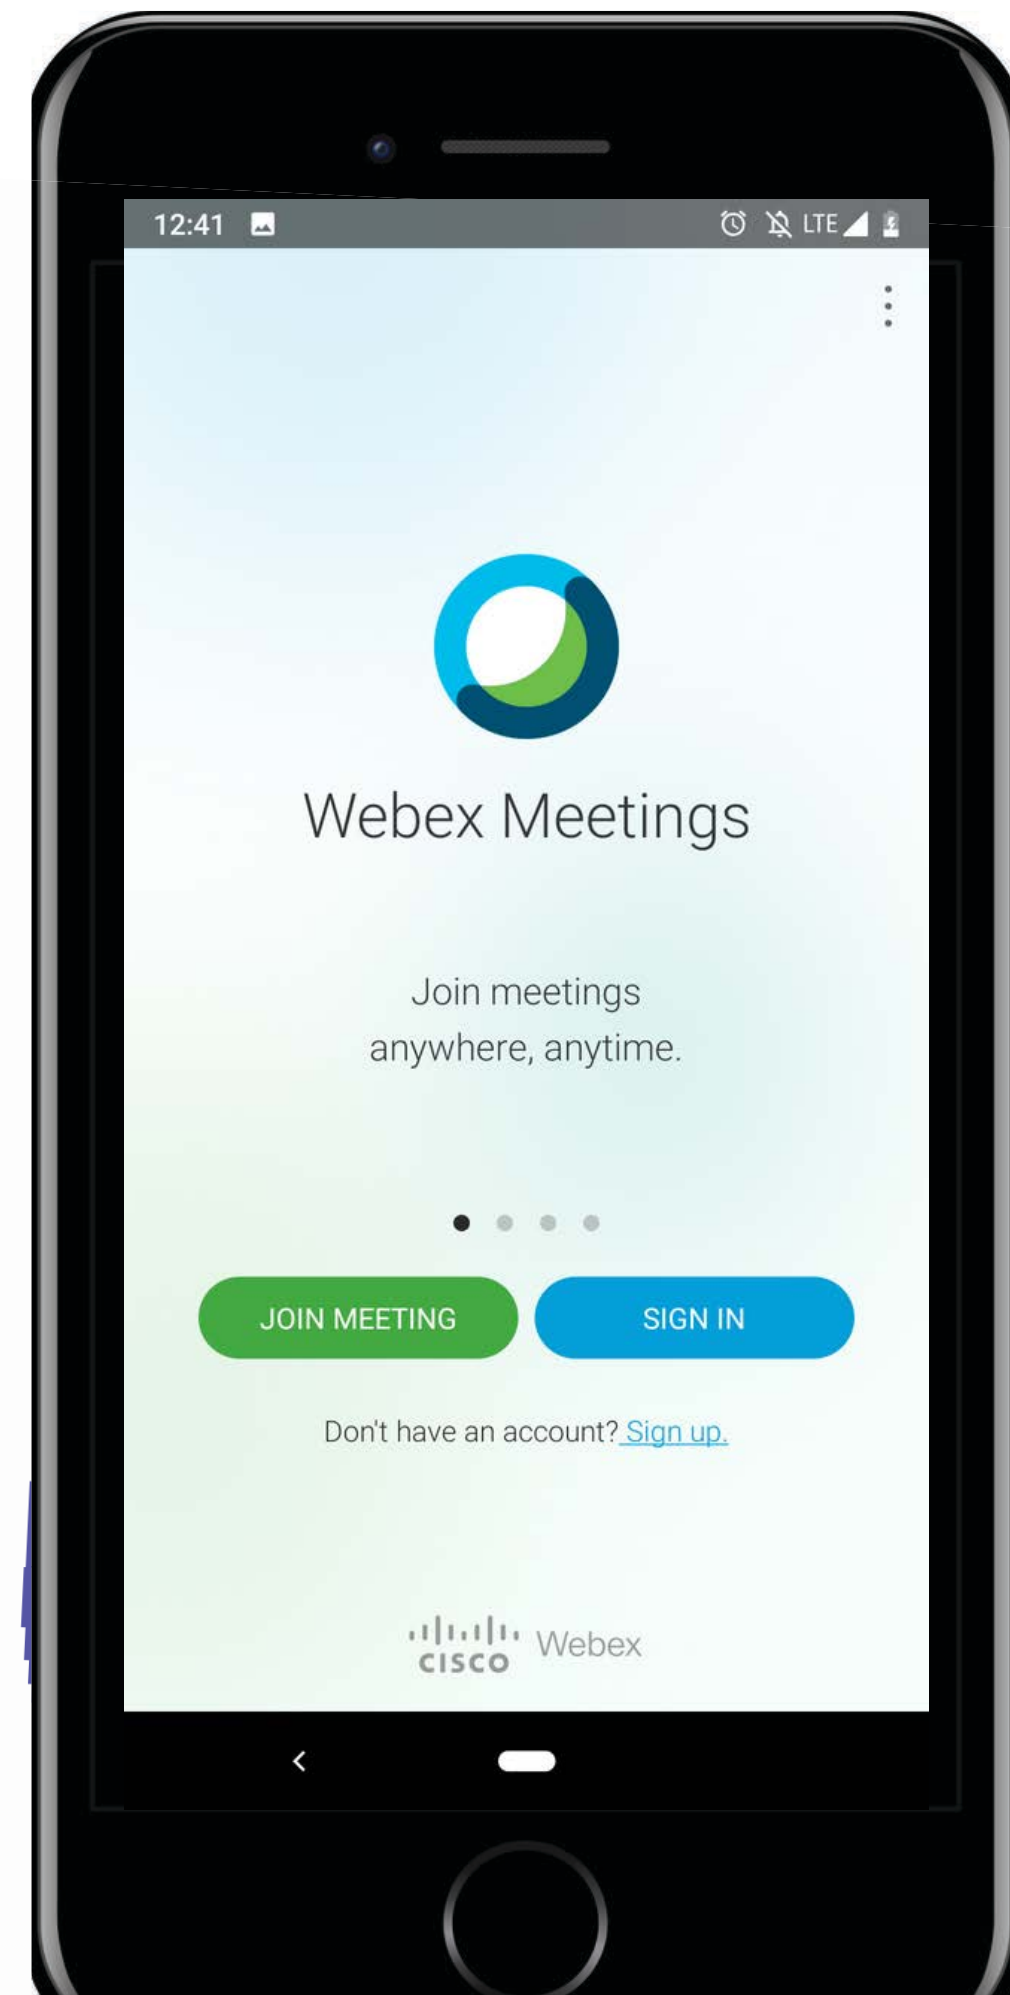 12:41 LTE
Webex Meetings
Join meetings
anywhere, anytime.
JOIN MEETING SIGN IN
Don't have an account? Sign up.
CISCO Webex